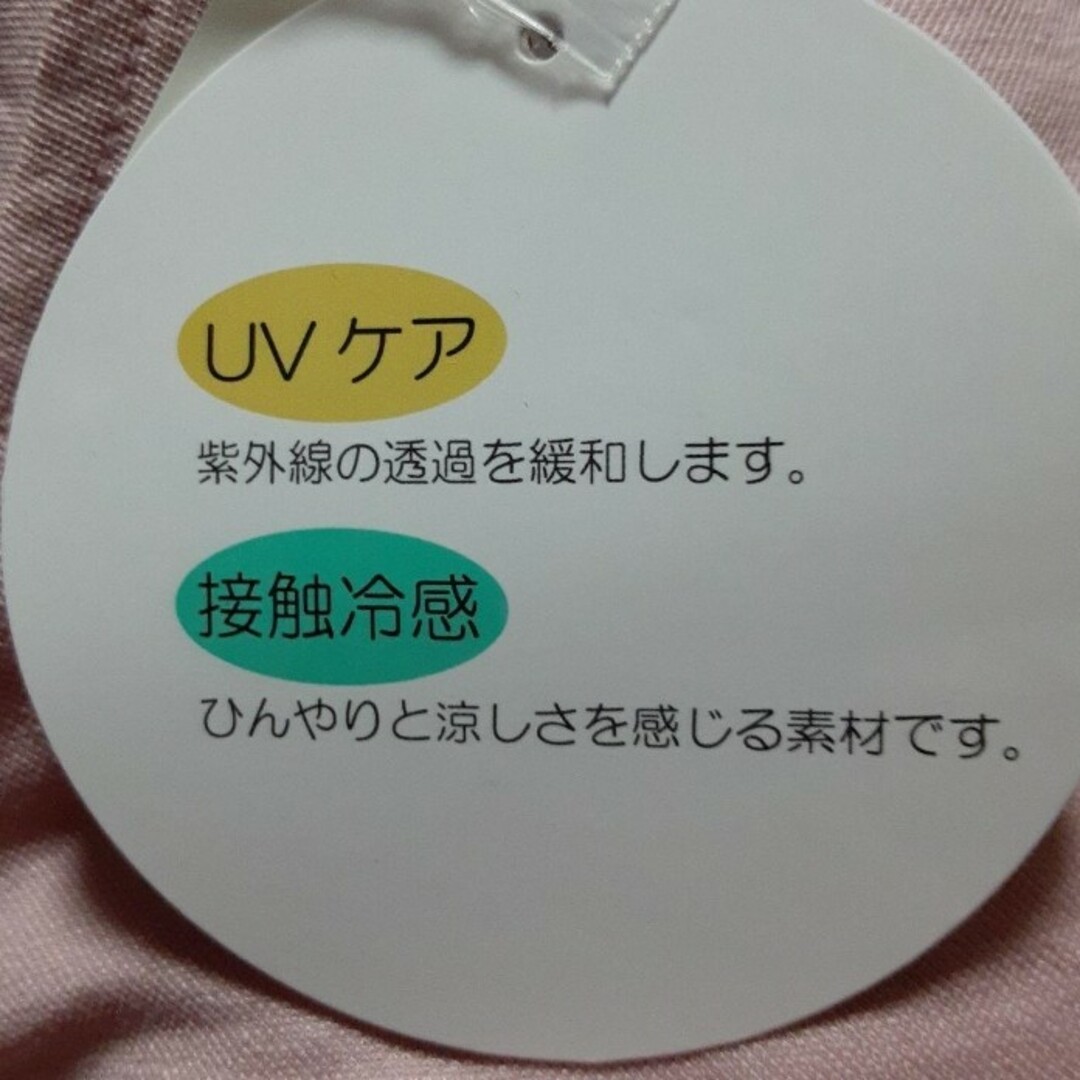 UVケア
紫外線の透過を緩和します。
接触冷感
ひんやりと涼しさを感じる素材です。